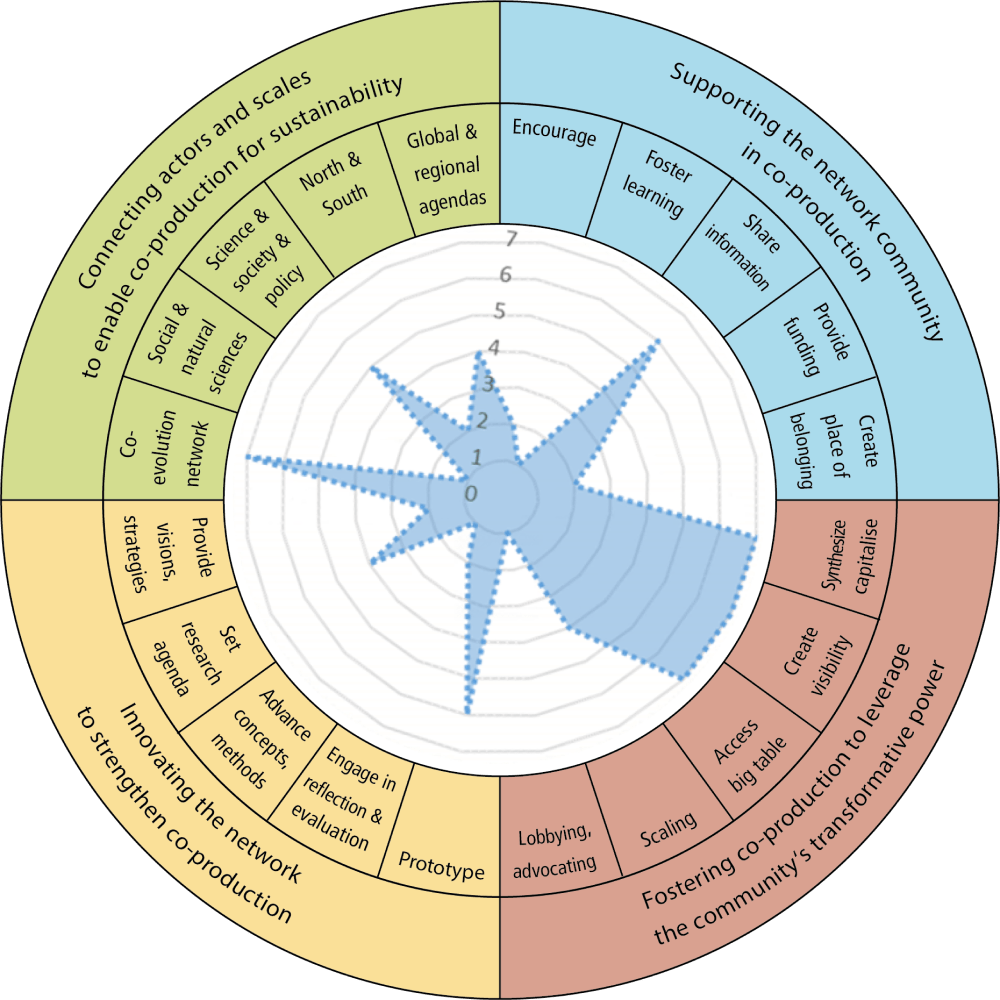 Connecting actors and scales
to enable co-production for sustainability
Supporting the network community
in co-production
Global &
regional
agendas
North &
South
Science &
society &
policy
Social &
natural
sciences
Co-
evolution
network
Encourage
Foster
learning
Share
information
Provide
funding
Create
place of
belonging
7
6
5
4
3
2
1
0
Provide
visions,
strategies
Set
research
agenda
Advance
concepts,
methods
Engage in
reflection &
evaluation
Prototype
Synthesize
capitalise
Create
visibility
Access
big table
Scaling
Lobbying,
advocating
Innovating the network
to strengthen co-production
Fostering co-production to leverage
the community‘s transformative power